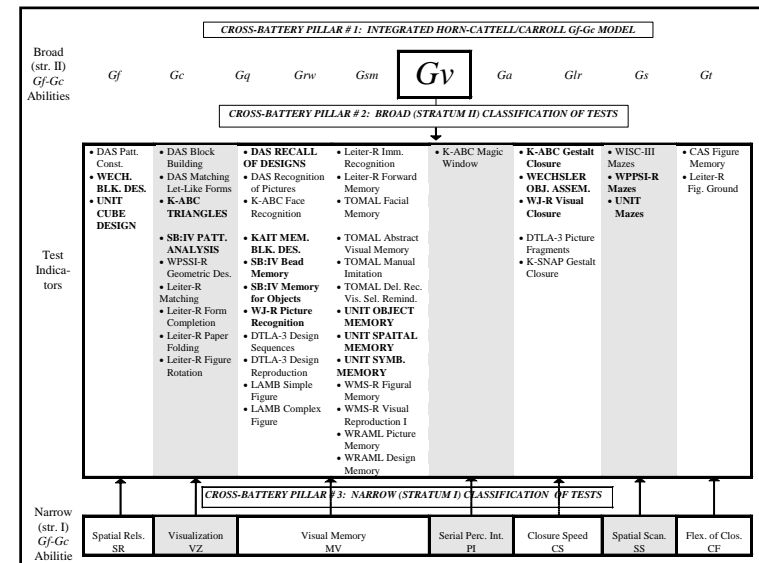 CROSS-BATTERY PILLAR # 1: INTEGRATED HORN-CATTELL/CARROLL Gf-Gc MODEL
Broad
(str. II)
Gf-Gc
Abilities
Gf Gc Gq Grw Gsm Gv Ga Glr Gs Gt
CROSS-BATTERY PILLAR # 2: BROAD (STRATUM II) CLASSIFICATION OF TESTS
Test
Indica-
tors
• DAS Patt.
Const.
• WECH.
BLK. DES.
• UNIT
CUBE
DESIGN
• DAS Block
Building
• DAS Matching
Let-Like Forms
• K-ABC
TRIANGLES
• SB:IV PATT.
ANALYSIS
• WPSSI-R
Geometric Des.
• Leiter-R
Matching
• Leiter-R Form
Completion
• Leiter-R Paper
Folding
• Leiter-R Figure
Rotation
• DAS RECALL
OF DESIGNS
• DAS Recognition
of Pictures
• K-ABC Face
Recognition
• KAIT MEM.
BLK. DES.
• SB:IV Bead
Memory
• SB:IV Memory
for Objects
• WJ-R Picture
Recognition
• DTLA-3 Design
Sequences
• DTLA-3 Design
Reproduction
• LAMB Simple
Figure
• LAMB Complex
Figure
• Leiter-R Imm.
Recognition
• Leiter-R Forward
Memory
• TOMAL Facial
Memory
• TOMAL Abstract
Visual Memory
• TOMAL Manual
Imitation
• TOMAL Del. Rec.
Vis. Sel. Remind.
• UNIT OBJECT
MEMORY
• UNIT SPAITAL
MEMORY
• UNIT SYMB.
MEMORY
• WMS-R Figural
Memory
• WMS-R Visual
Reproduction I
• WRAML Picture
Memory
• WRAML Design
Memory
• K-ABC Magic
Window
• K-ABC Gestalt
Closure
• WECHSLER
OBJ. ASSEM.
• WJ-R Visual
Closure
• DTLA-3 Picture
Fragments
• K-SNAP Gestalt
Closure
• WISC-III
Mazes
• WPPSI-R
Mazes
• UNIT
Mazes
• CAS Figure
Memory
• Leiter-R
Fig. Ground
CROSS-BATTERY PILLAR # 3: NARROW (STRATUM I) CLASSIFICATION OF TESTS
Narrow
(str. I)
Gf-Gc
Abilitie
Spatial Rels.
SR
Visualization
VZ
Visual Memory
MV
Serial Perc. Int.
PI
Closure Speed
CS
Spatial Scan.
SS
Flex. of Clos.
CF